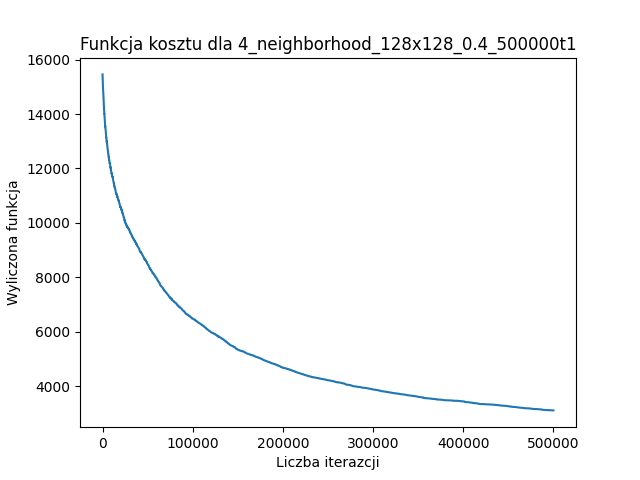 Funkcja kosztu dla 4_neighborhood_128x128_0.4_500000t1
16000
14000
12000
10000
8000
6000
4000
Wyliczona funkcja
0 100000 200000 300000 400000 500000
Liczba iterazcji